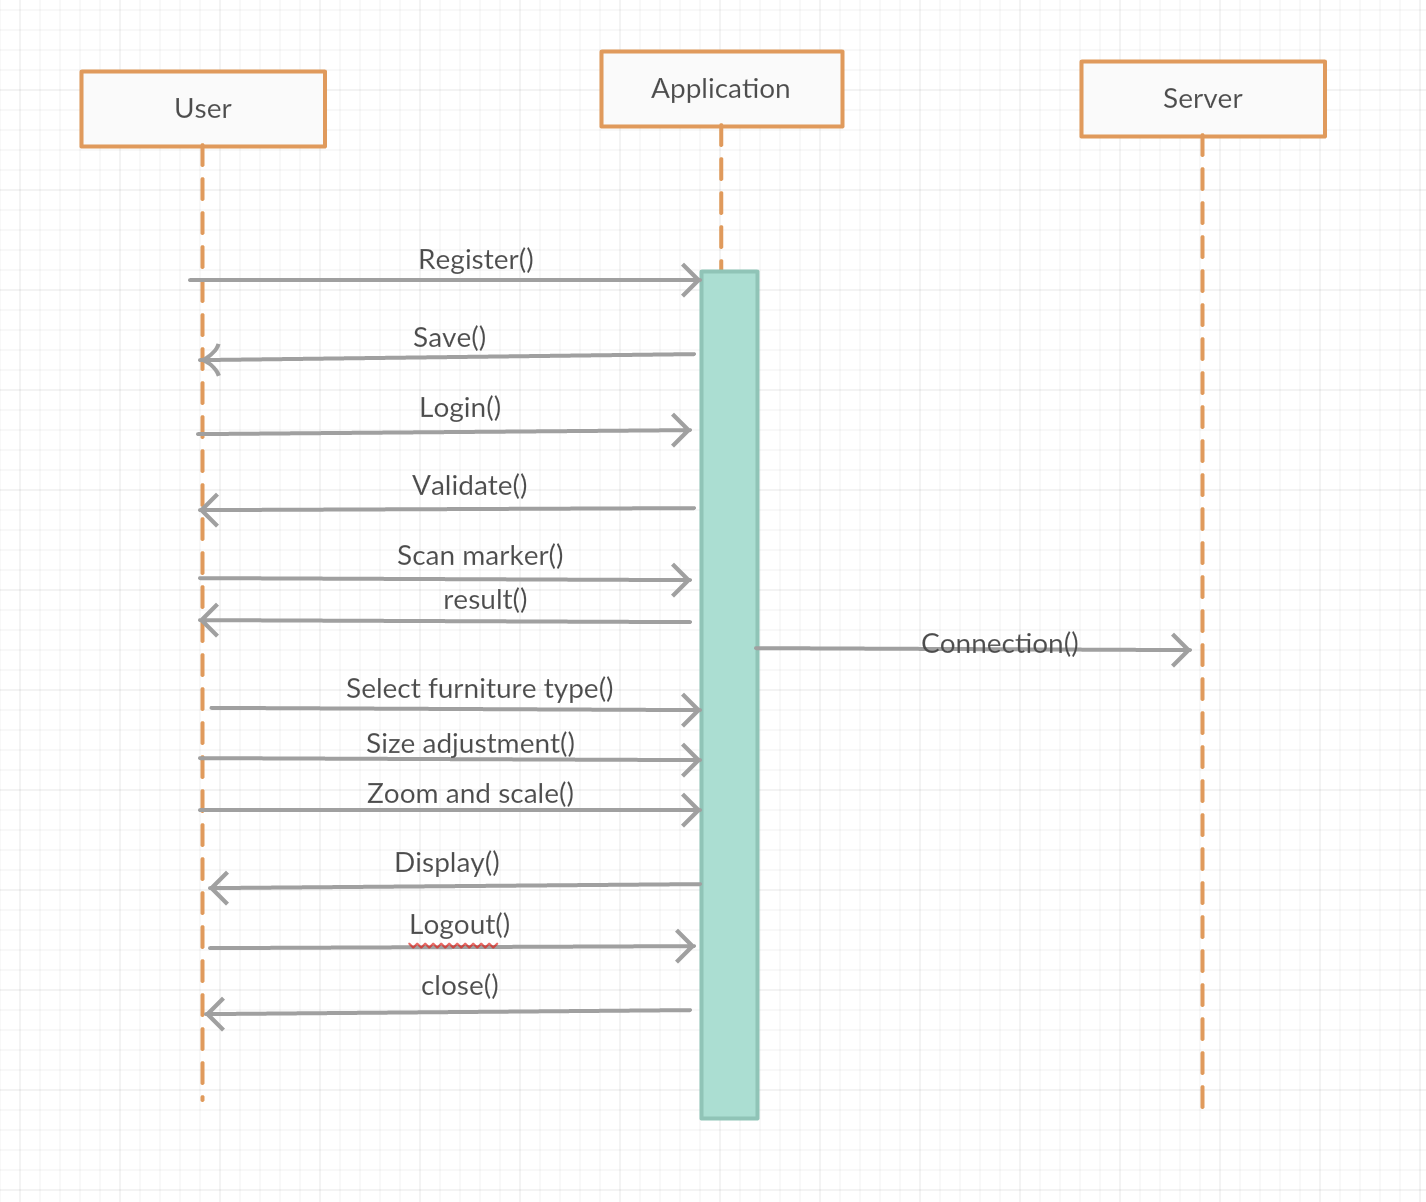 User
Application
Server
Register()
Save()
Login()
Validate()
Scan marker()
result()
Connection()
Select furniture type()
Size adjustment()
Zoom and scale()
Display()
Logout()
close()